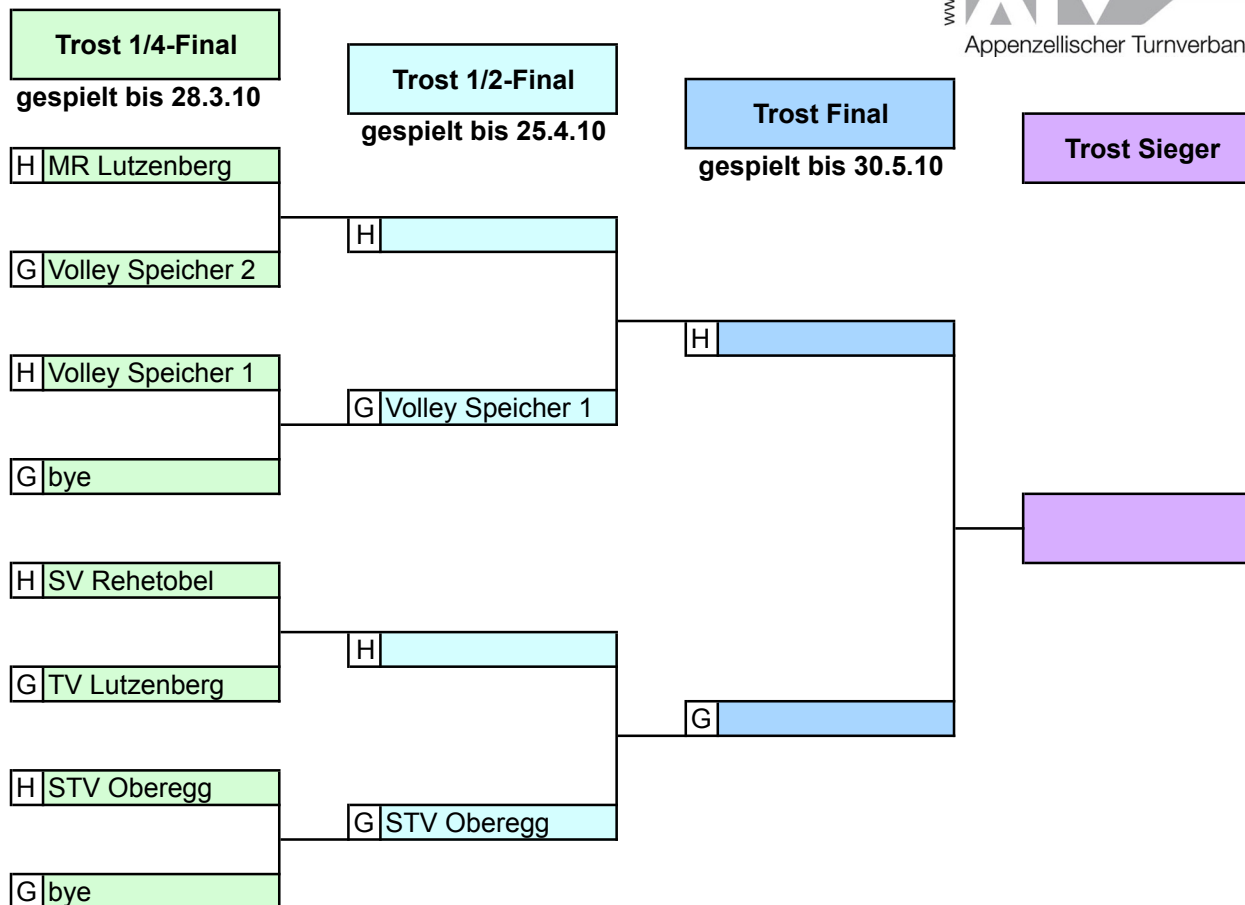 Trost 1/4-Final
gespielt bis 28.3.10
H MR Lutzenberg
G Volley Speicher 2
H Volley Speicher 1
G bye
H SV Rehetobel
G TV Lutzenberg
H STV Oberegg
G bye
Trost 1/2-Final
gespielt bis 25.4.10
H
G Volley Speicher 1
H
G STV Oberegg
Trost Final
gespielt bis 30.5.10
H
G
Trost Sieger
www
Appenzellischer Turnverban